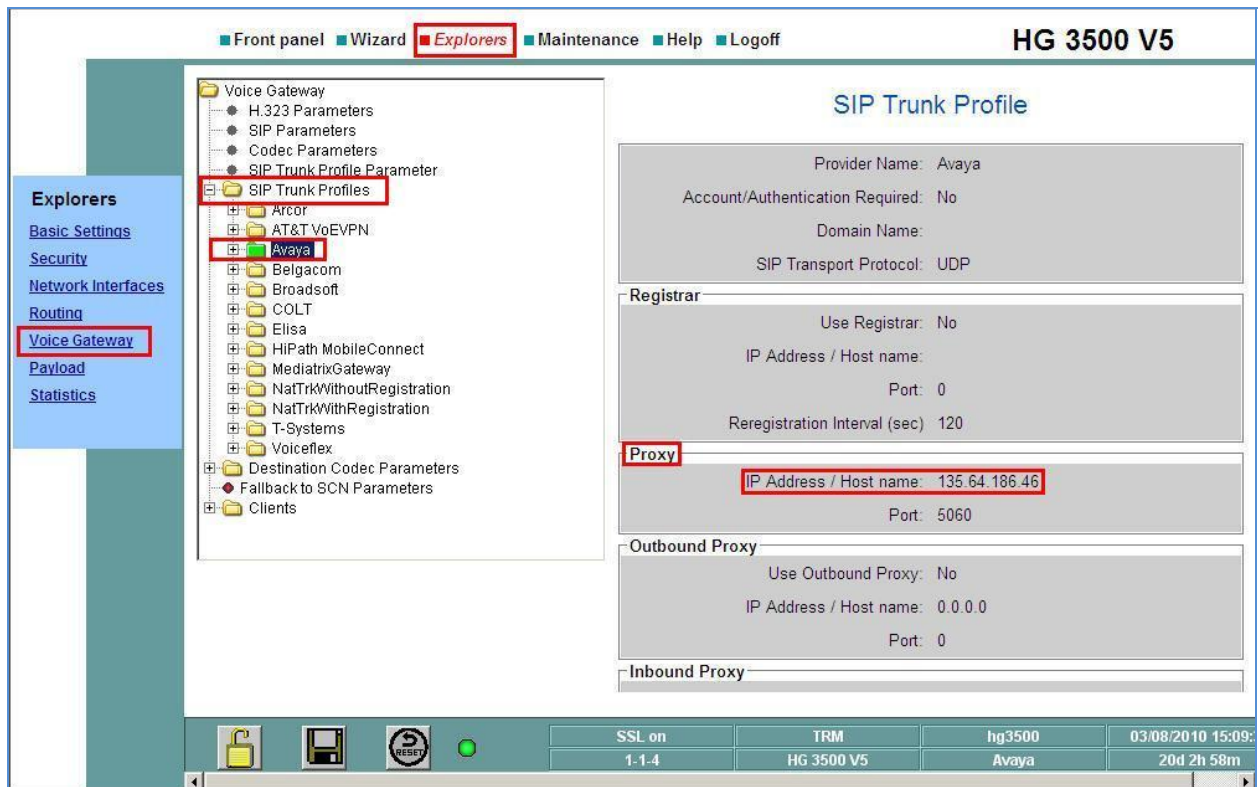 Front panel Wizard Explorers Maintenance Help Logoff HG 3500 V5
Explorers
Basic Settings
Security
Network Interfaces
Routing
Voice Gateway
Payload
Statistics
Voice Gateway
H.323 Parameters
SIP Parameters
Codec Parameters
SIP Trunk Profile Parameter
SIP Trunk Profiles
Arcor
AT&T VoEVPN
Avaya
Belgacom
Broadsoft
COLT
Elisa
HiPath MobileConnect
MediatrixGateway
NatTrkWithoutRegistration
NatTrkWithRegistration
T-Systems
Voiceflex
Destination Codec Parameters
Fallback to SCN Parameters
Clients
SIP Trunk Profile
Provider Name: Avaya
Account/Authentication Required: No
Domain Name:
SIP Transport Protocol: UDP
Registrar
Use Registrar: No
IP Address / Host name:
Port: 0
Reregistration Interval (sec) 120
Proxy
IP Address / Host name: 135.64.186.46
Port: 5060
Outbound Proxy
Use Outbound Proxy: No
IP Address / Host name: 0.0.0.0
Port: 0
Inbound Proxy
RESET
SSL on TRM hg3500 03/08/2010 15:09:
1-1-4 HG 3500 V5 Avaya 20d 2h 58m